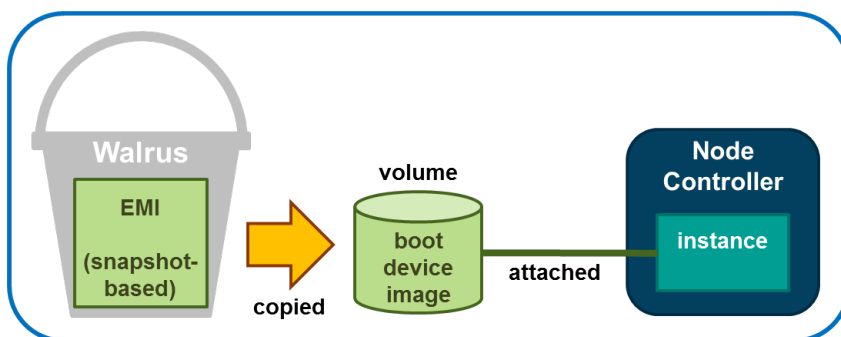 Walrus
EMI
(snapshot-
based)
copied
volume
boot
device
image
attached
Node
Controller
instance